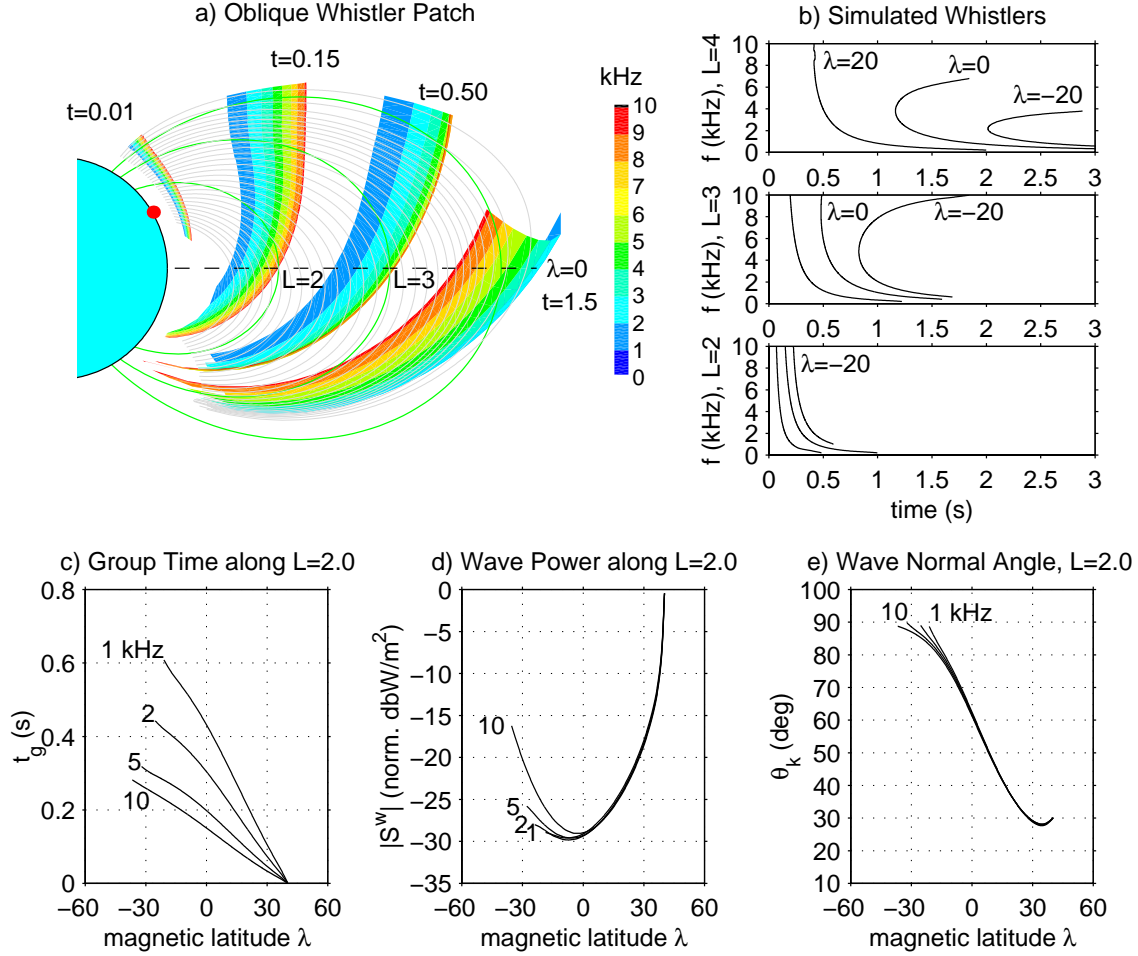 a) Oblique Whistler Patch
t=0.01
t=0.15
t=0.50
L=2
L=3
λ=0
t=1.5
kHz
10
9
8
7
6
5
4
3
2
1
0
b) Simulated Whistlers
f (kHz), L=4
10
8
6
4
2
0
λ=20
λ=0
λ=−20
0 0.5 1 1.5 2 2.5 3
f (kHz), L=3
10
8
6
4
2
0
λ=0
λ=−20
0 0.5 1 1.5 2 2.5 3
f (kHz), L=2
10
8
6
4
2
0
λ=−20
0 0.5 1 1.5 2 2.5 3
time (s)
c) Group Time along L=2.0
t_g (s)
0.8
0.6
0.4
0.2
0
1 kHz
2
5
10
−60 −30 0 30 60
magnetic latitude λ
d) Wave Power along L=2.0
|S^w| (norm. dbW/m²)
0
−5
−10
−15
−20
−25
−30
−35
10
5
2
1
−60 −30 0 30 60
magnetic latitude λ
e) Wave Normal Angle, L=2.0
θ_k (deg)
100
90
80
70
60
50
40
30
20
10
10 1 kHz
−60 −30 0 30 60
magnetic latitude λ